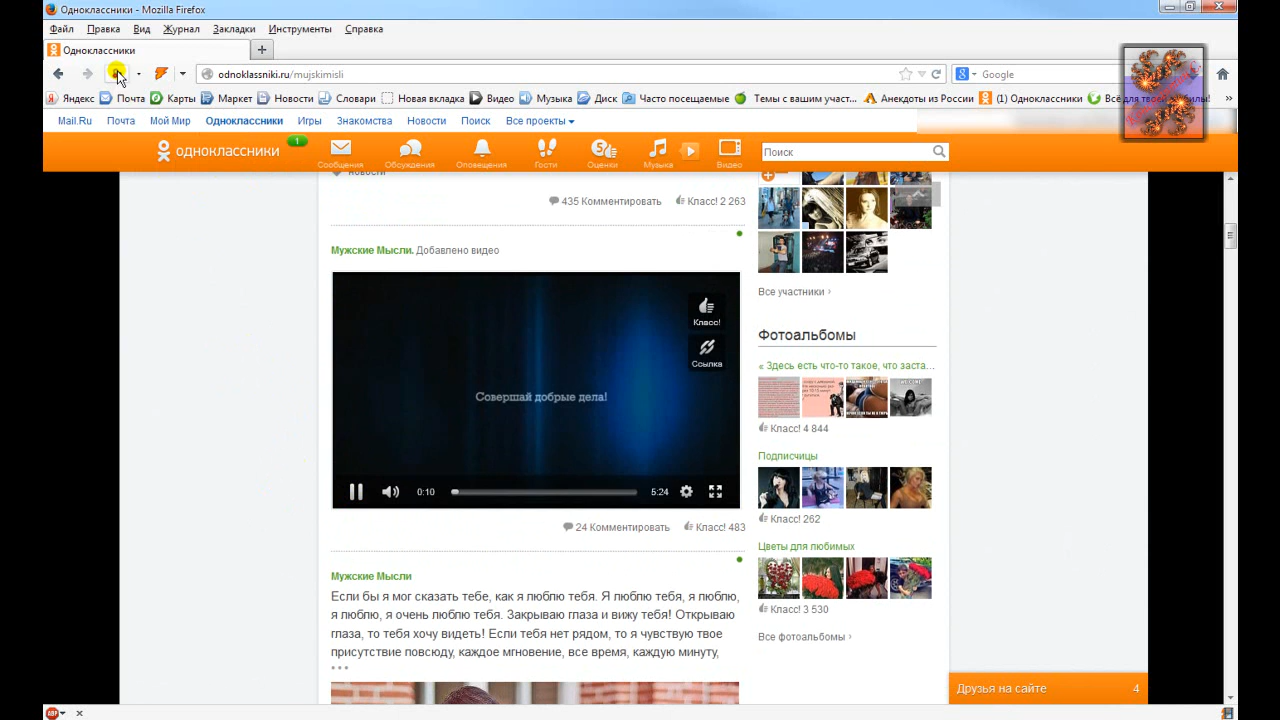 Одноклассники - Mozilla Firefox
Файл Правка Вид Журнал Закладки Инструменты Справка
Одноклассники
odnoklassniki.ru/mujskimisli Google
Яндекс Почта Карты Маркет Новости Словари Новая вкладка Видео Музыка Диск Часто посещаемые Темы с вашим участ... Анекдоты из России (1) Одноклассники Всё для твоей
Mail.Ru Почта Мой Мир Одноклассники Игры Знакомства Новости Поиск Все проекты
одноклассники 1 Сообщения Обсуждения Оповещения Гости Оценки Музыка Видео Поиск
новости
435 Комментировать Класс! 2 263
Мужские Мысли. Добавлено видео
Класс!
Ссылка
Совершай добрые дела!
0:10 5:24
24 Комментировать Класс! 483
Мужские Мысли
Если бы я мог сказать тебе, как я люблю тебя. Я люблю тебя, я люблю,
я люблю, я очень люблю тебя. Закрываю глаза и вижу тебя! Открываю
глаза, то тебя хочу видеть! Если тебя нет рядом, то я чувствую твое
присутствие повсюду, каждое мгновение, все время, каждую минуту,
Все участники ›
Фотоальбомы
« Здесь есть что-то такое, что заста...
Класс! 4 844
Подписчицы
Класс! 262
Цветы для любимых
Класс! 3 530
Все фотоальбомы ›
Друзья на сайте 4
ABP